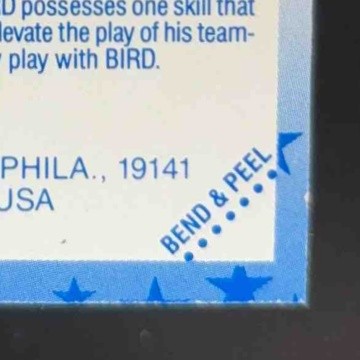 D possesses one skill that
levate the play of his team-
play with BIRD.
PHILA., 19141
USA
BEND & PEEL